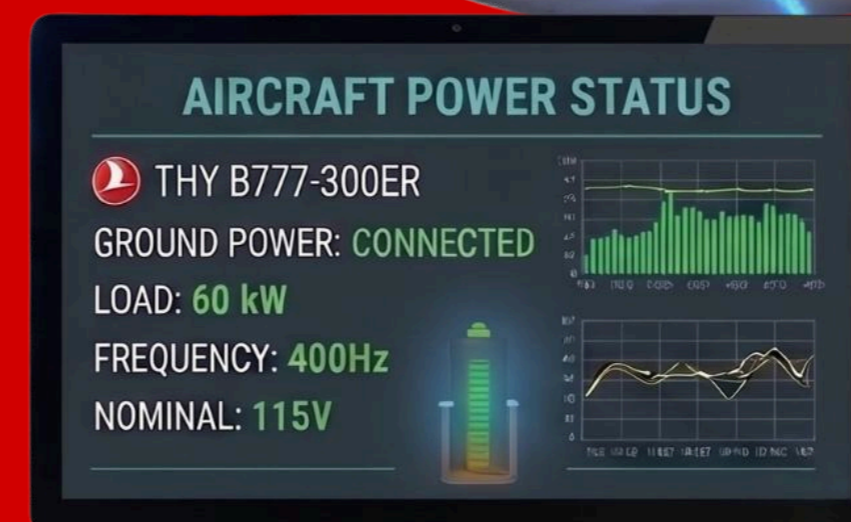 AIRCRAFT POWER STATUS
THY B777-300ER
GROUND POWER: CONNECTED
LOAD: 60 kW
FREQUENCY: 400Hz
NOMINAL: 115V